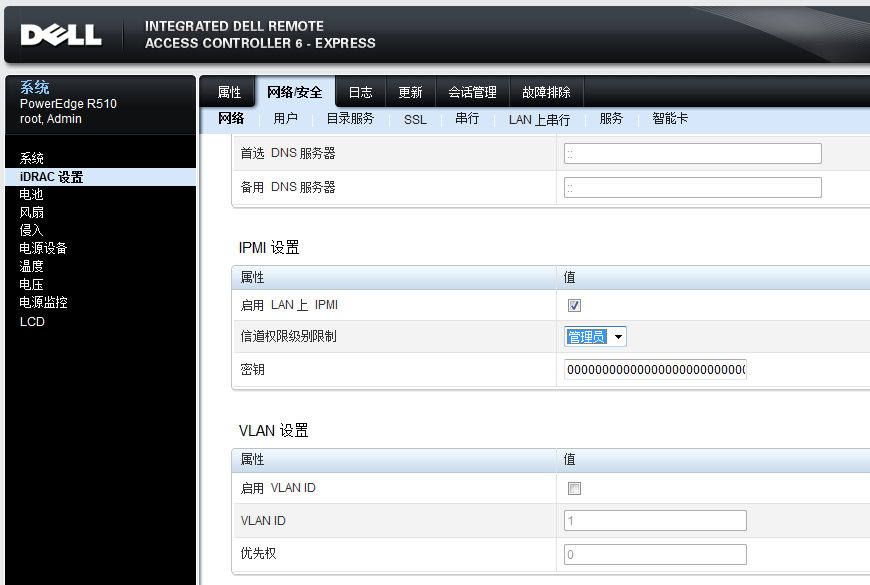 DELL
INTEGRATED DELL REMOTE
ACCESS CONTROLLER 6 - EXPRESS
系统
PowerEdge R510
root, Admin
系统
iDRAC 设置
电池
风扇
侵入
电源设备
温度
电压
电源监控
LCD
属性 网络/安全 日志 更新 会话管理 故障排除
网络 用户 目录服务 SSL 串行 LAN 上串行 服务 智能卡
首选 DNS 服务器 ::
备用 DNS 服务器 ::
IPMI 设置
属性 值
启用 LAN 上 IPMI
信道权限级别限制 管理员
密钥 00000000000000000000000000
VLAN 设置
属性 值
启用 VLAN ID
VLAN ID 1
优先权 0